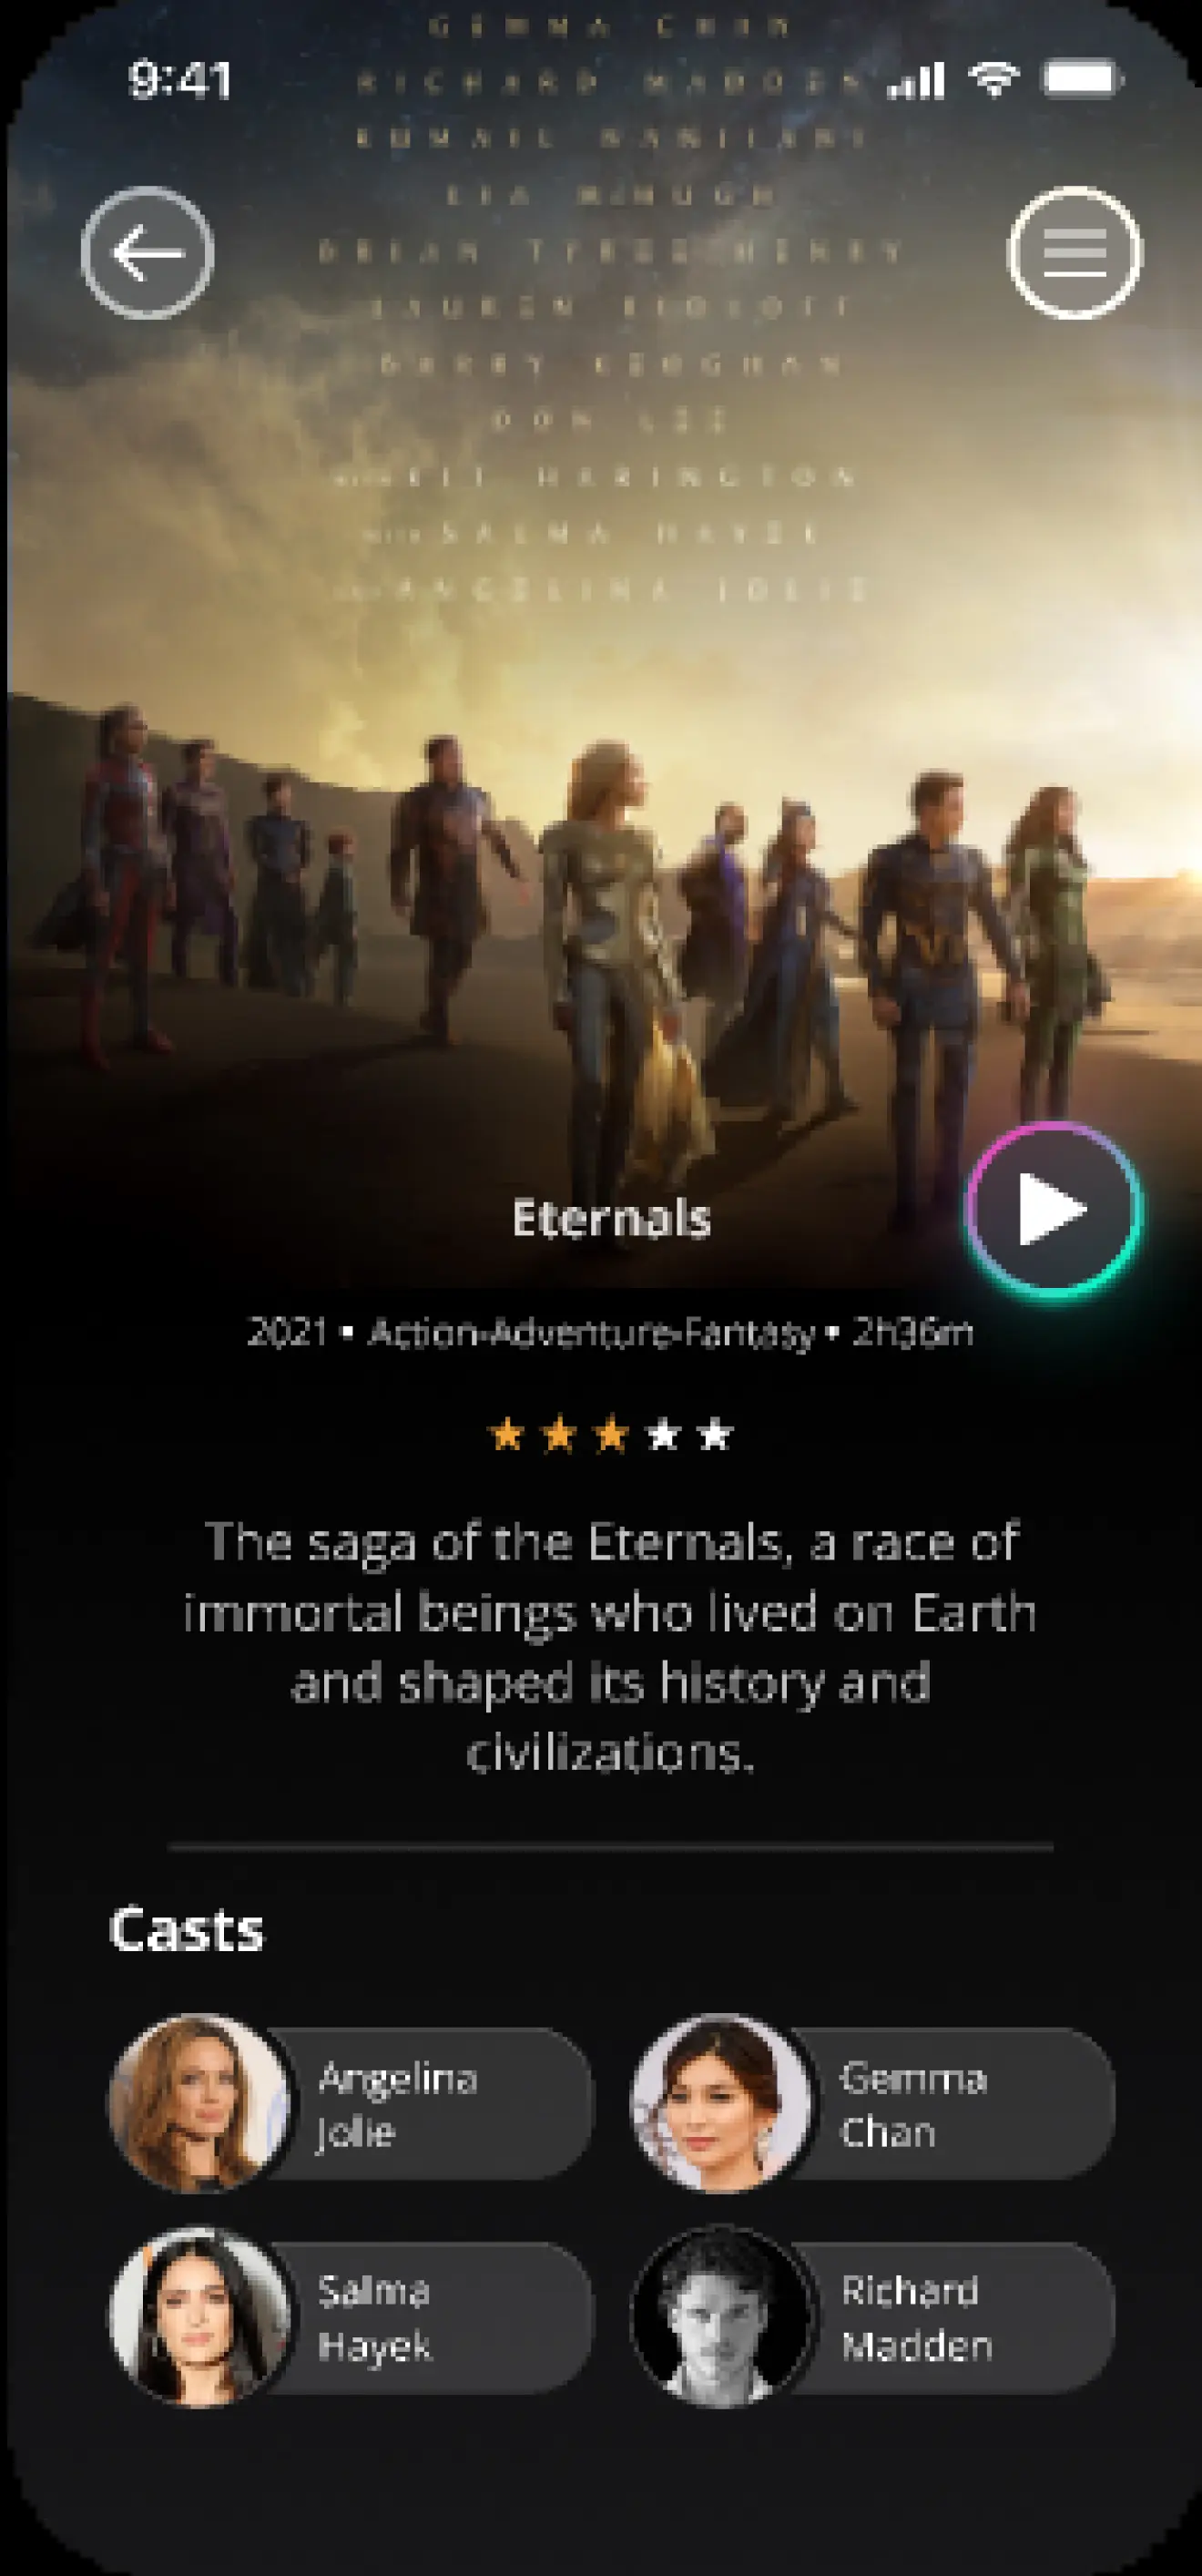 GEMMA CHAN
9:41
RICHARD MADDEN
KUMAIL NANJIANI
LIA McHUGH
BRIAN TYREE HENRY
LAUREN RIDLOFF
BARRY KEOGHAN
DON LEE
WITH KIT HARINGTON
WITH SALMA HAYEK
AND ANGELINA JOLIE
Eternals
2021 • Action-Adventure-Fantasy • 2h36m
The saga of the Eternals, a race of
immortal beings who lived on Earth
and shaped its history and
civilizations.
Casts
Angelina
Jolie
Gemma
Chan
Salma
Hayek
Richard
Madden